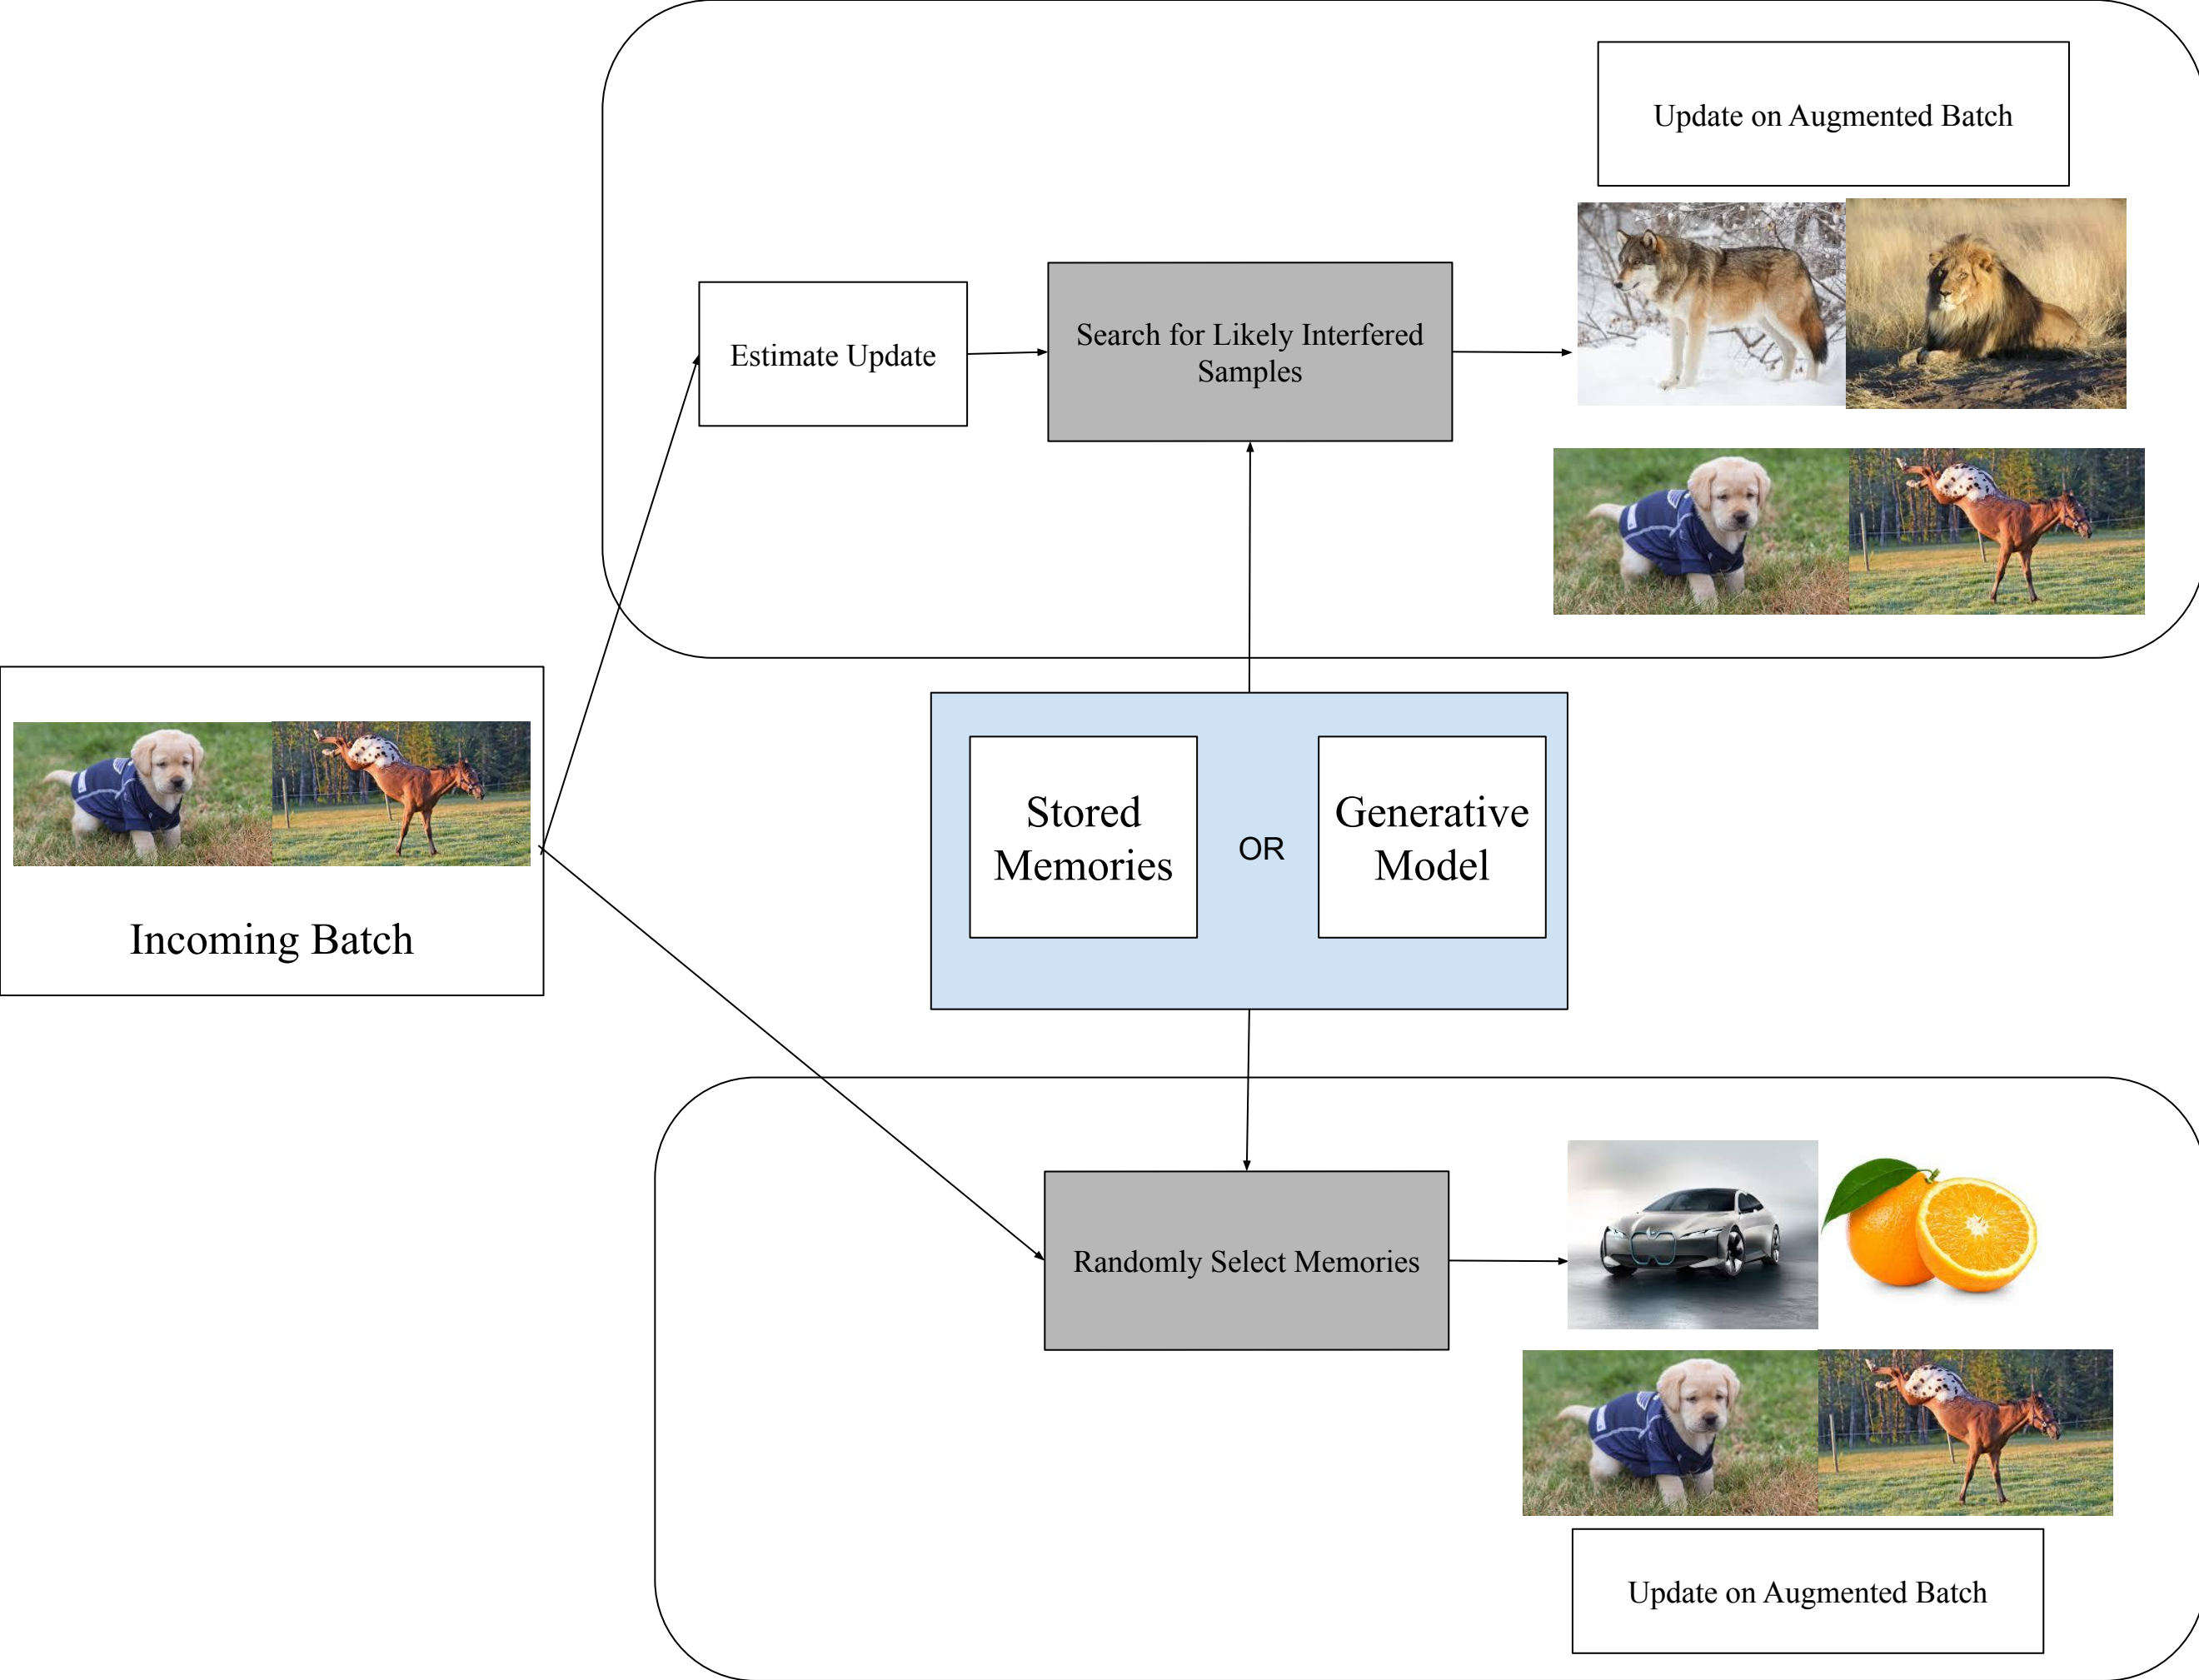 Update on Augmented Batch
Estimate Update
Search for Likely Interfered
Samples
Incoming Batch
Stored
Memories
OR
Generative
Model
Randomly Select Memories
Update on Augmented Batch